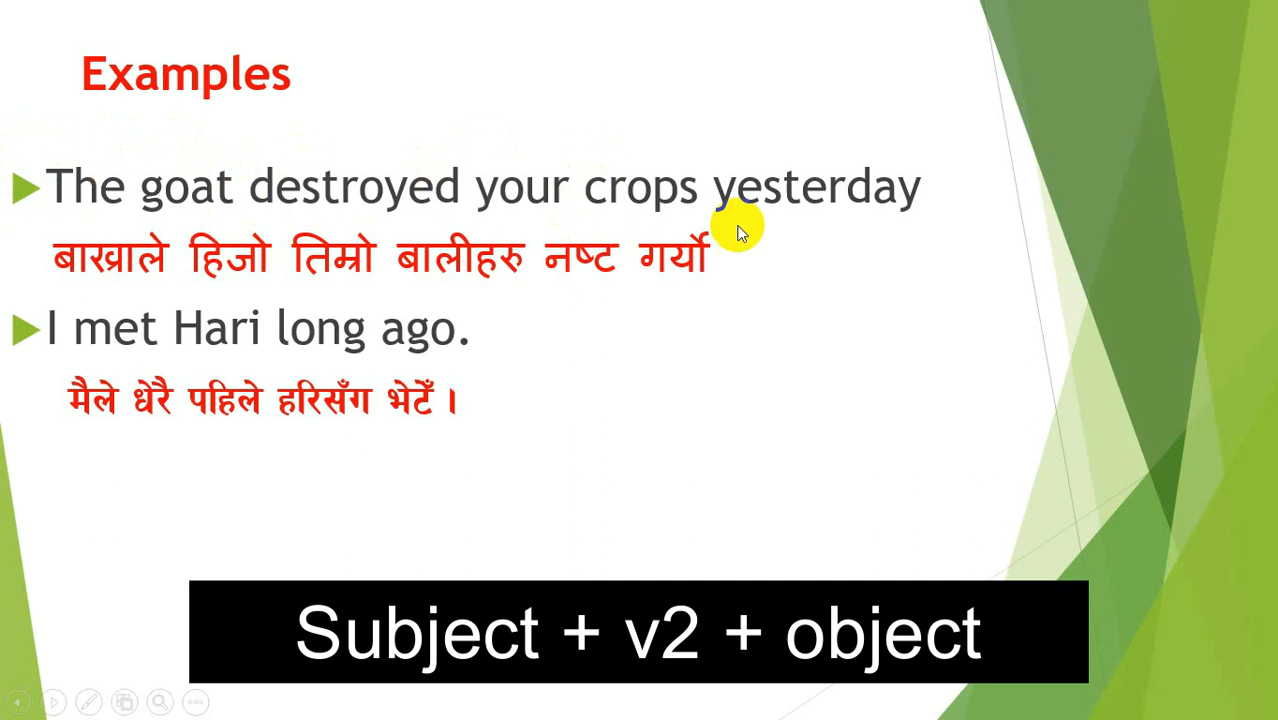 Examples
The goat destroyed your crops yesterday
बाख्राले हिजो तिम्रो बालीहरु नष्ट गर्यो
I met Hari long ago.
मैले धेरै पहिले हरिसँग भेटेँ ।
Subject + v2 + object